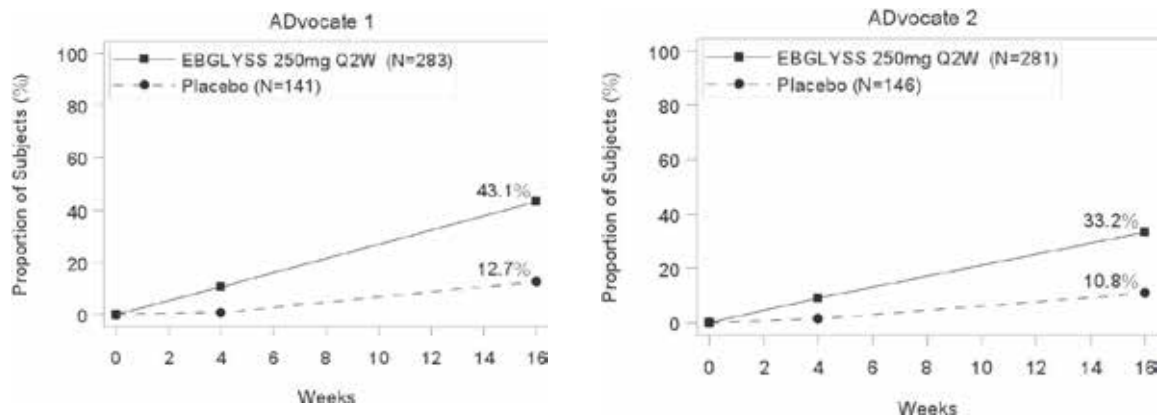 ADvocate 1
EBGLYSS 250mg Q2W (N=283)
Placebo (N=141)
Proportion of Subjects (%)
100
80
60
40
20
0
43.1%
12.7%
0 2 4 6 8 10 12 14 16
Weeks
ADvocate 2
EBGLYSS 250mg Q2W (N=281)
Placebo (N=146)
Proportion of Subjects (%)
100
80
60
40
20
0
33.2%
10.8%
0 2 4 6 8 10 12 14 16
Weeks